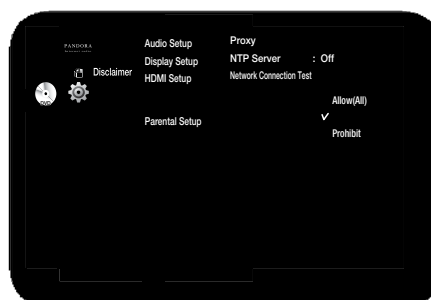 PANDORA
Disclaimer
DVD
Audio Setup
Display Setup
HDMI Setup
Parental Setup
Proxy
NTP Server : Off
Network Connection Test
Allow(All)
Prohibit